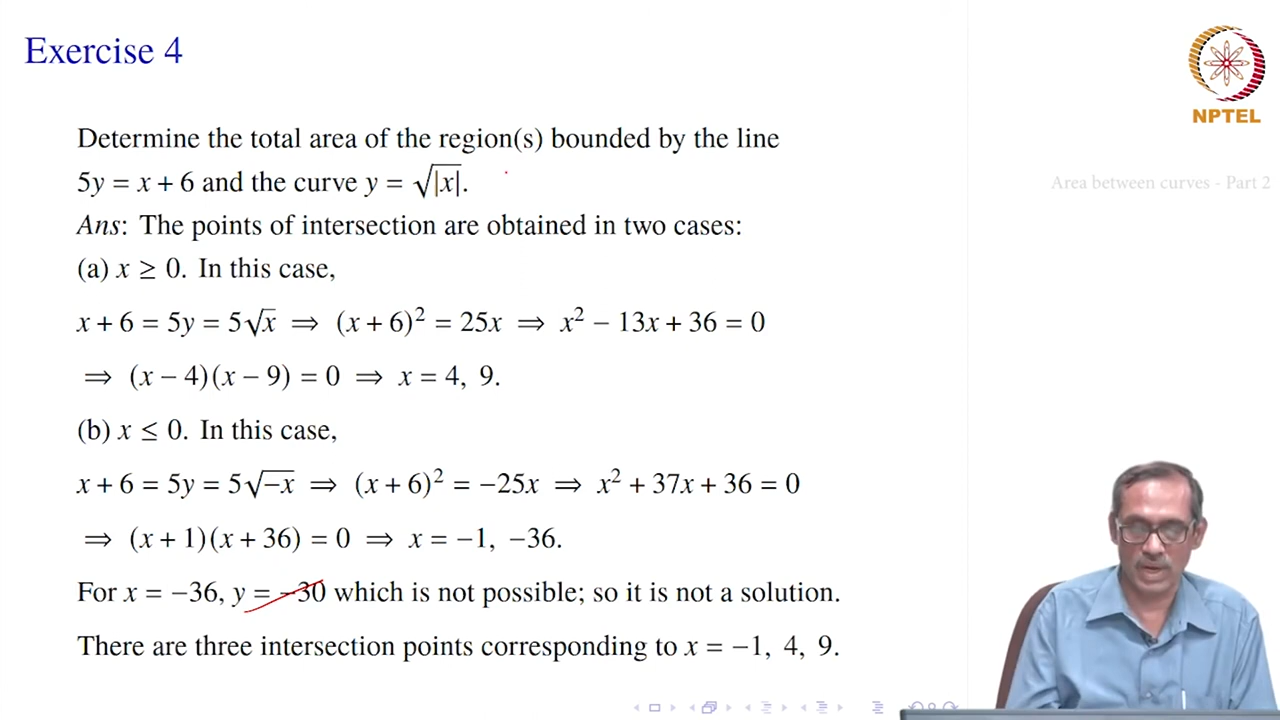 Exercise 4
NPTEL
Determine the total area of the region(s) bounded by the line
5y = x + 6 and the curve y = √|x|.
Area between curves - Part 2
Ans: The points of intersection are obtained in two cases:
(a) x ≥ 0. In this case,
x + 6 = 5y = 5√x ⟹ (x + 6)² = 25x ⟹ x² − 13x + 36 = 0
⟹ (x − 4)(x − 9) = 0 ⟹ x = 4, 9.
(b) x ≤ 0. In this case,
x + 6 = 5y = 5√−x ⟹ (x + 6)² = −25x ⟹ x² + 37x + 36 = 0
⟹ (x + 1)(x + 36) = 0 ⟹ x = −1, −36.
For x = −36, y = −30 which is not possible; so it is not a solution.
There are three intersection points corresponding to x = −1, 4, 9.